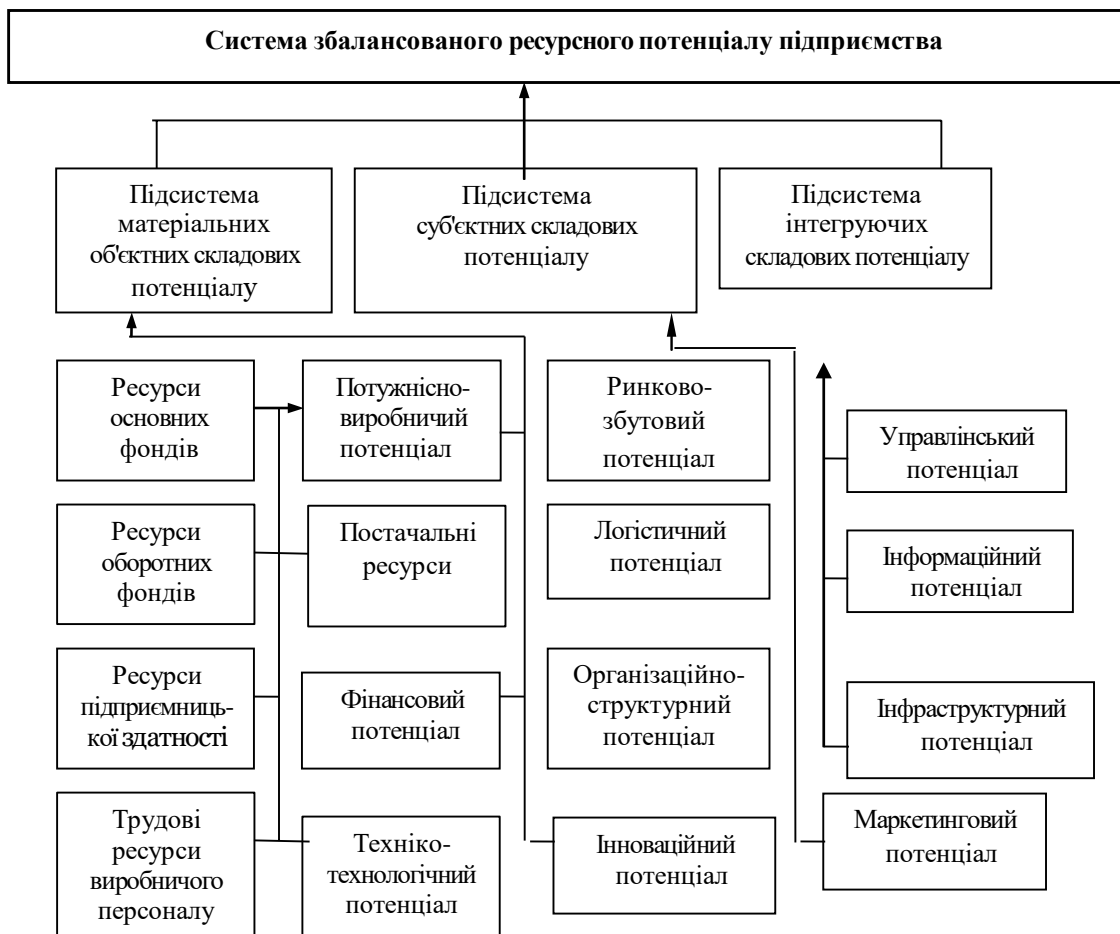 Система збалансованого ресурсного потенціалу підприємства
Підсистема
матеріальних
об'єктних складових
потенціалу
Підсистема
суб'єктних складових
потенціалу
Підсистема
інтегруючих
складових потенціалу
Ресурси
основних
фондів
Потужнісно-
виробничий
потенціал
Ринково-
збутовий
потенціал
Управлінський
потенціал
Ресурси
оборотних
фондів
Постачальні
ресурси
Логістичний
потенціал
Інформаційний
потенціал
Ресурси
підприємниць-
кої здатності
Фінансовий
потенціал
Організаційно-
структурний
потенціал
Інфраструктурний
потенціал
Трудові
ресурси
виробничого
персоналу
Техніко-
технологічний
потенціал
Інноваційний
потенціал
Маркетинговий
потенціал